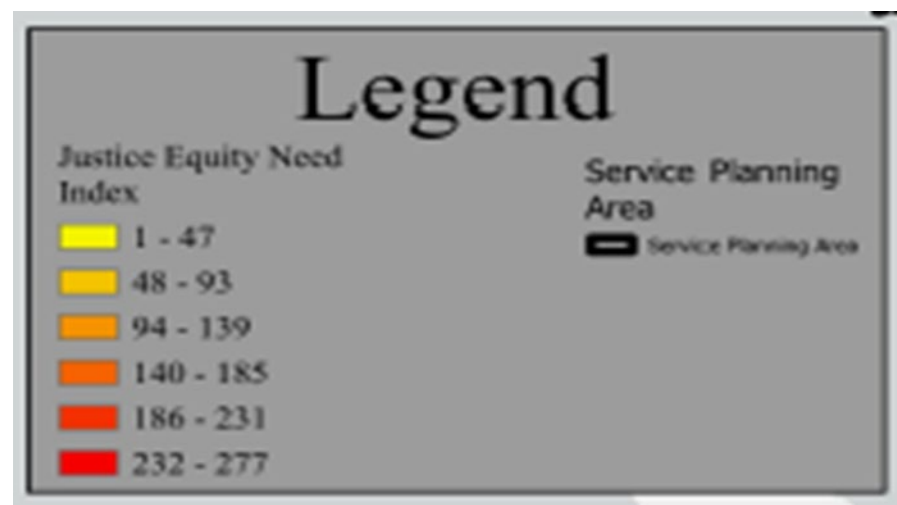 Legend
Justice Equity Need
Index
1 - 47
48 - 93
94 - 139
140 - 185
186 - 231
232 - 277
Service Planning
Area
Service Planning Area